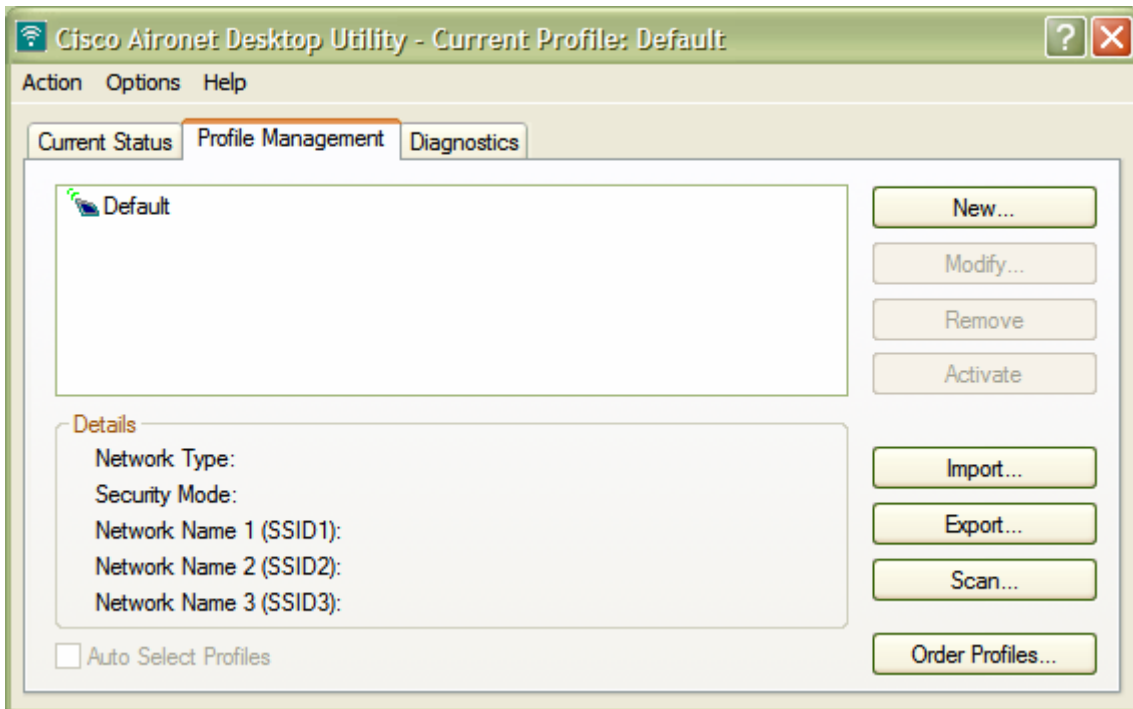 Cisco Aironet Desktop Utility - Current Profile: Default
?
Action Options Help
Current Status Profile Management Diagnostics
Default
New...
Modify...
Remove
Activate
Details
Network Type:
Security Mode:
Network Name 1 (SSID1):
Network Name 2 (SSID2):
Network Name 3 (SSID3):
Import...
Export...
Scan...
Auto Select Profiles
Order Profiles...